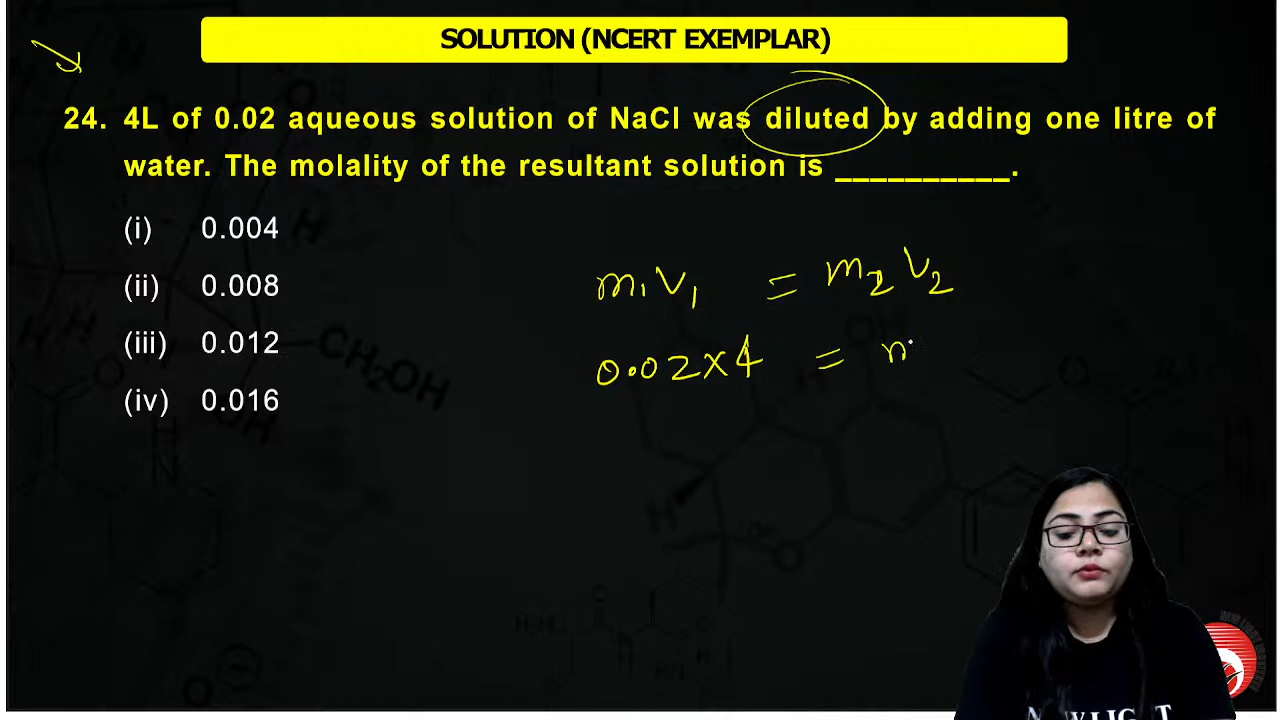 SOLUTION (NCERT EXEMPLAR)
24. 4L of 0.02 aqueous solution of NaCl was diluted by adding one litre of
water. The molality of the resultant solution is __________.
(i) 0.004
(ii) 0.008
(iii) 0.012
(iv) 0.016
m₁V₁ = m₂V₂
0.02×4 =
CH₂OH